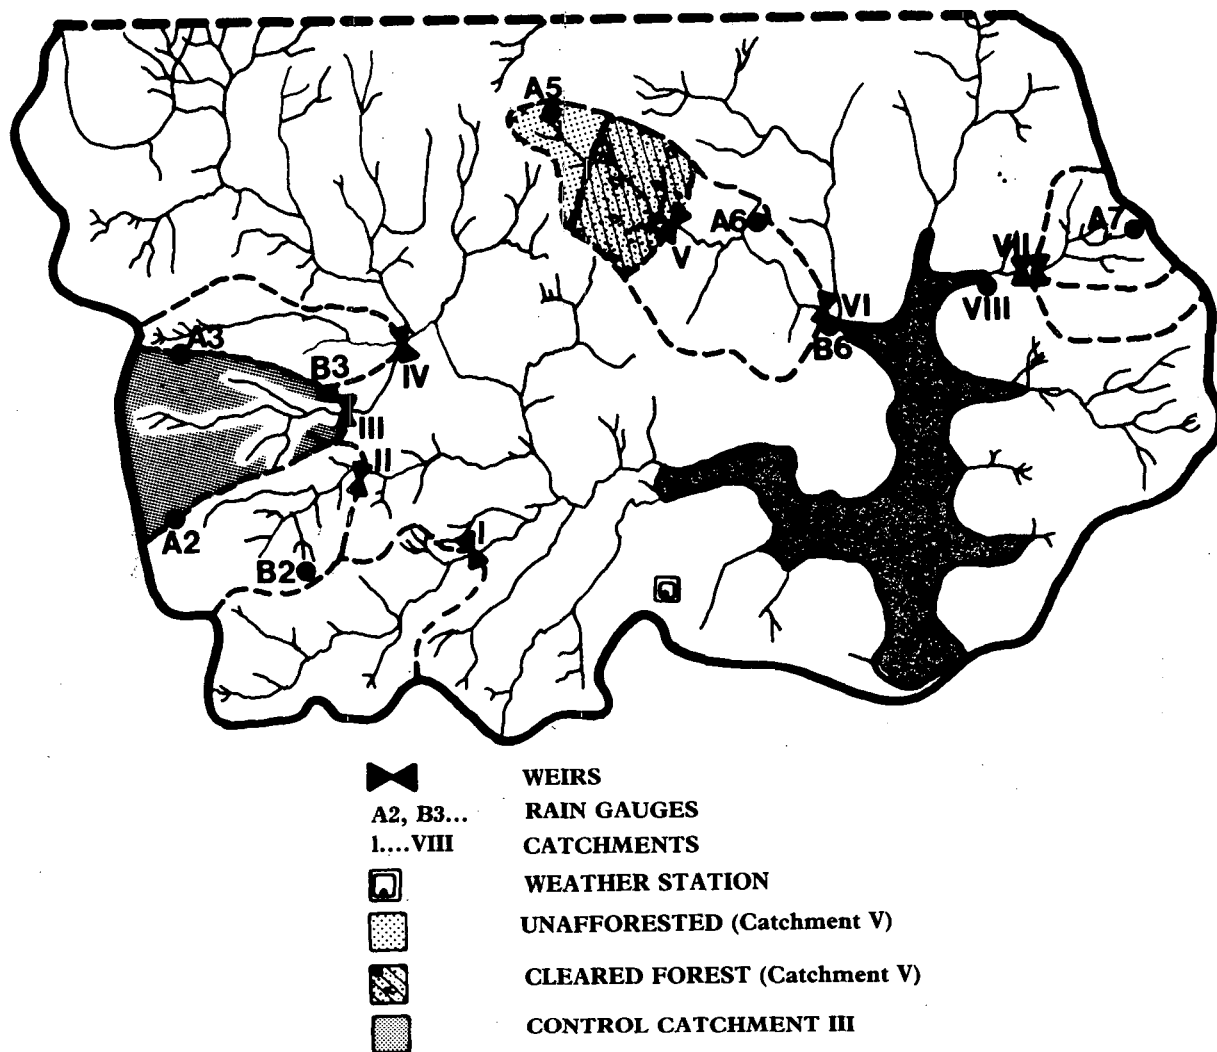 A5
A6
A7
V
VII
VI
VIII
B6
A3
B3
IV
III
II
A2
I
B2
WEIRS
A2, B3... RAIN GAUGES
1....VIII CATCHMENTS
WEATHER STATION
UNAFFORESTED (Catchment V)
CLEARED FOREST (Catchment V)
CONTROL CATCHMENT III